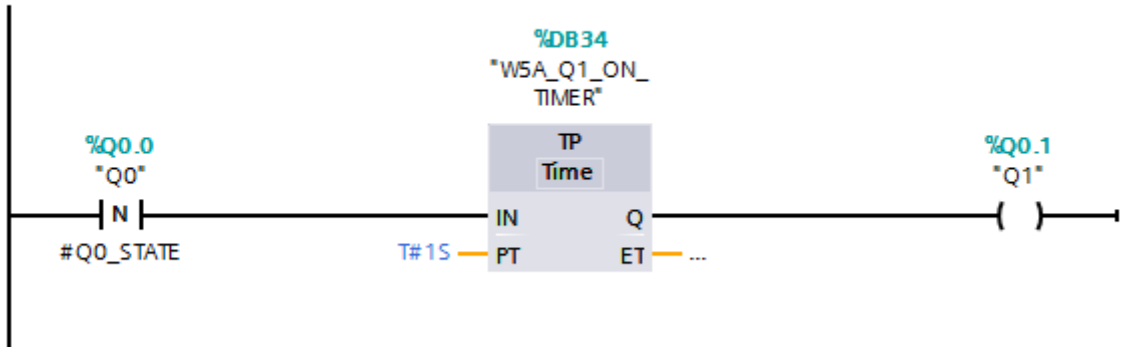 %DB34
"W5A_Q1_ON_
TIMER"
%Q0.0
"Q0"
N
#Q0_STATE
TP
Time
IN Q
T#1S PT ET ...
%Q0.1
"Q1"
( )